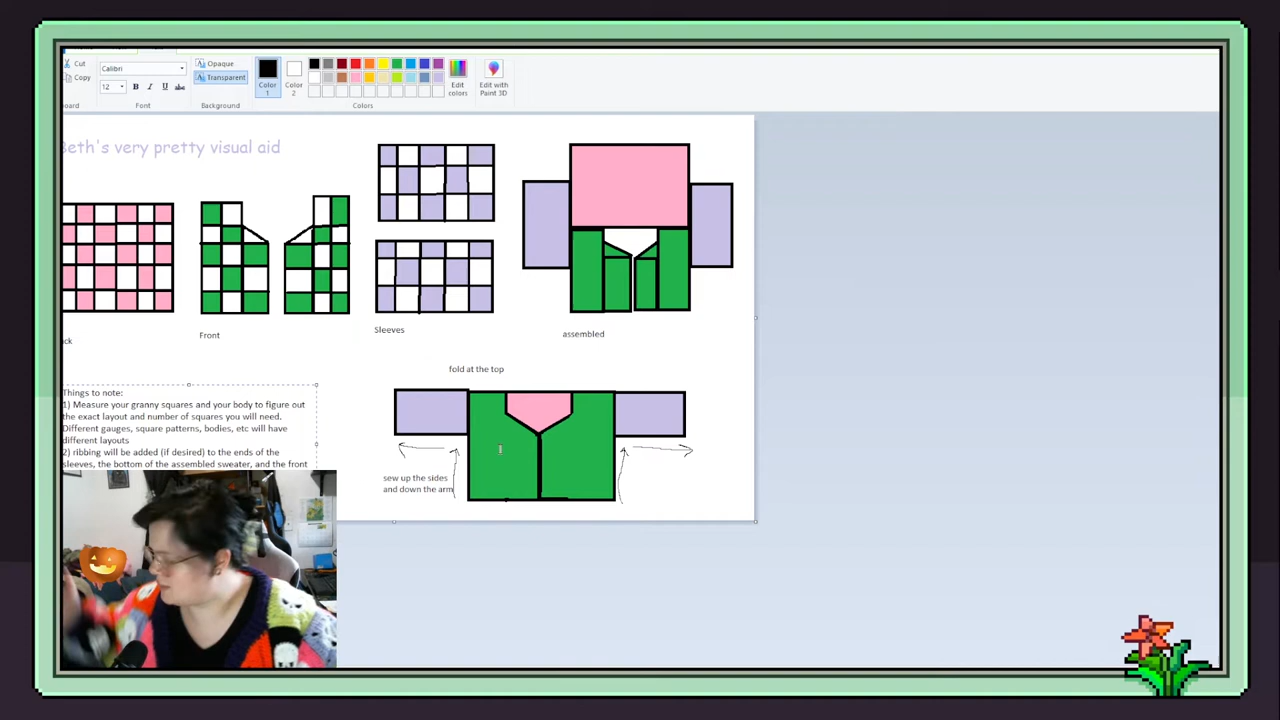 Cut
Copy
Calibri
12
B I U abc
Opaque
Transparent
Color 1
Color 2
Edit colors
Edit with Paint 3D
oard
Font
Background
Colors
Beth's very pretty visual aid
ck
Front
Sleeves
assembled
fold at the top
Things to note:
1) Measure your granny squares and your body to figure out
the exact layout and number of squares you will need.
Different gauges, square patterns, bodies, etc will have
different layouts
2) ribbing will be added (if desired) to the ends of the
sleeves, the bottom of the assembled sweater, and the front
sew up the sides
and down the arm